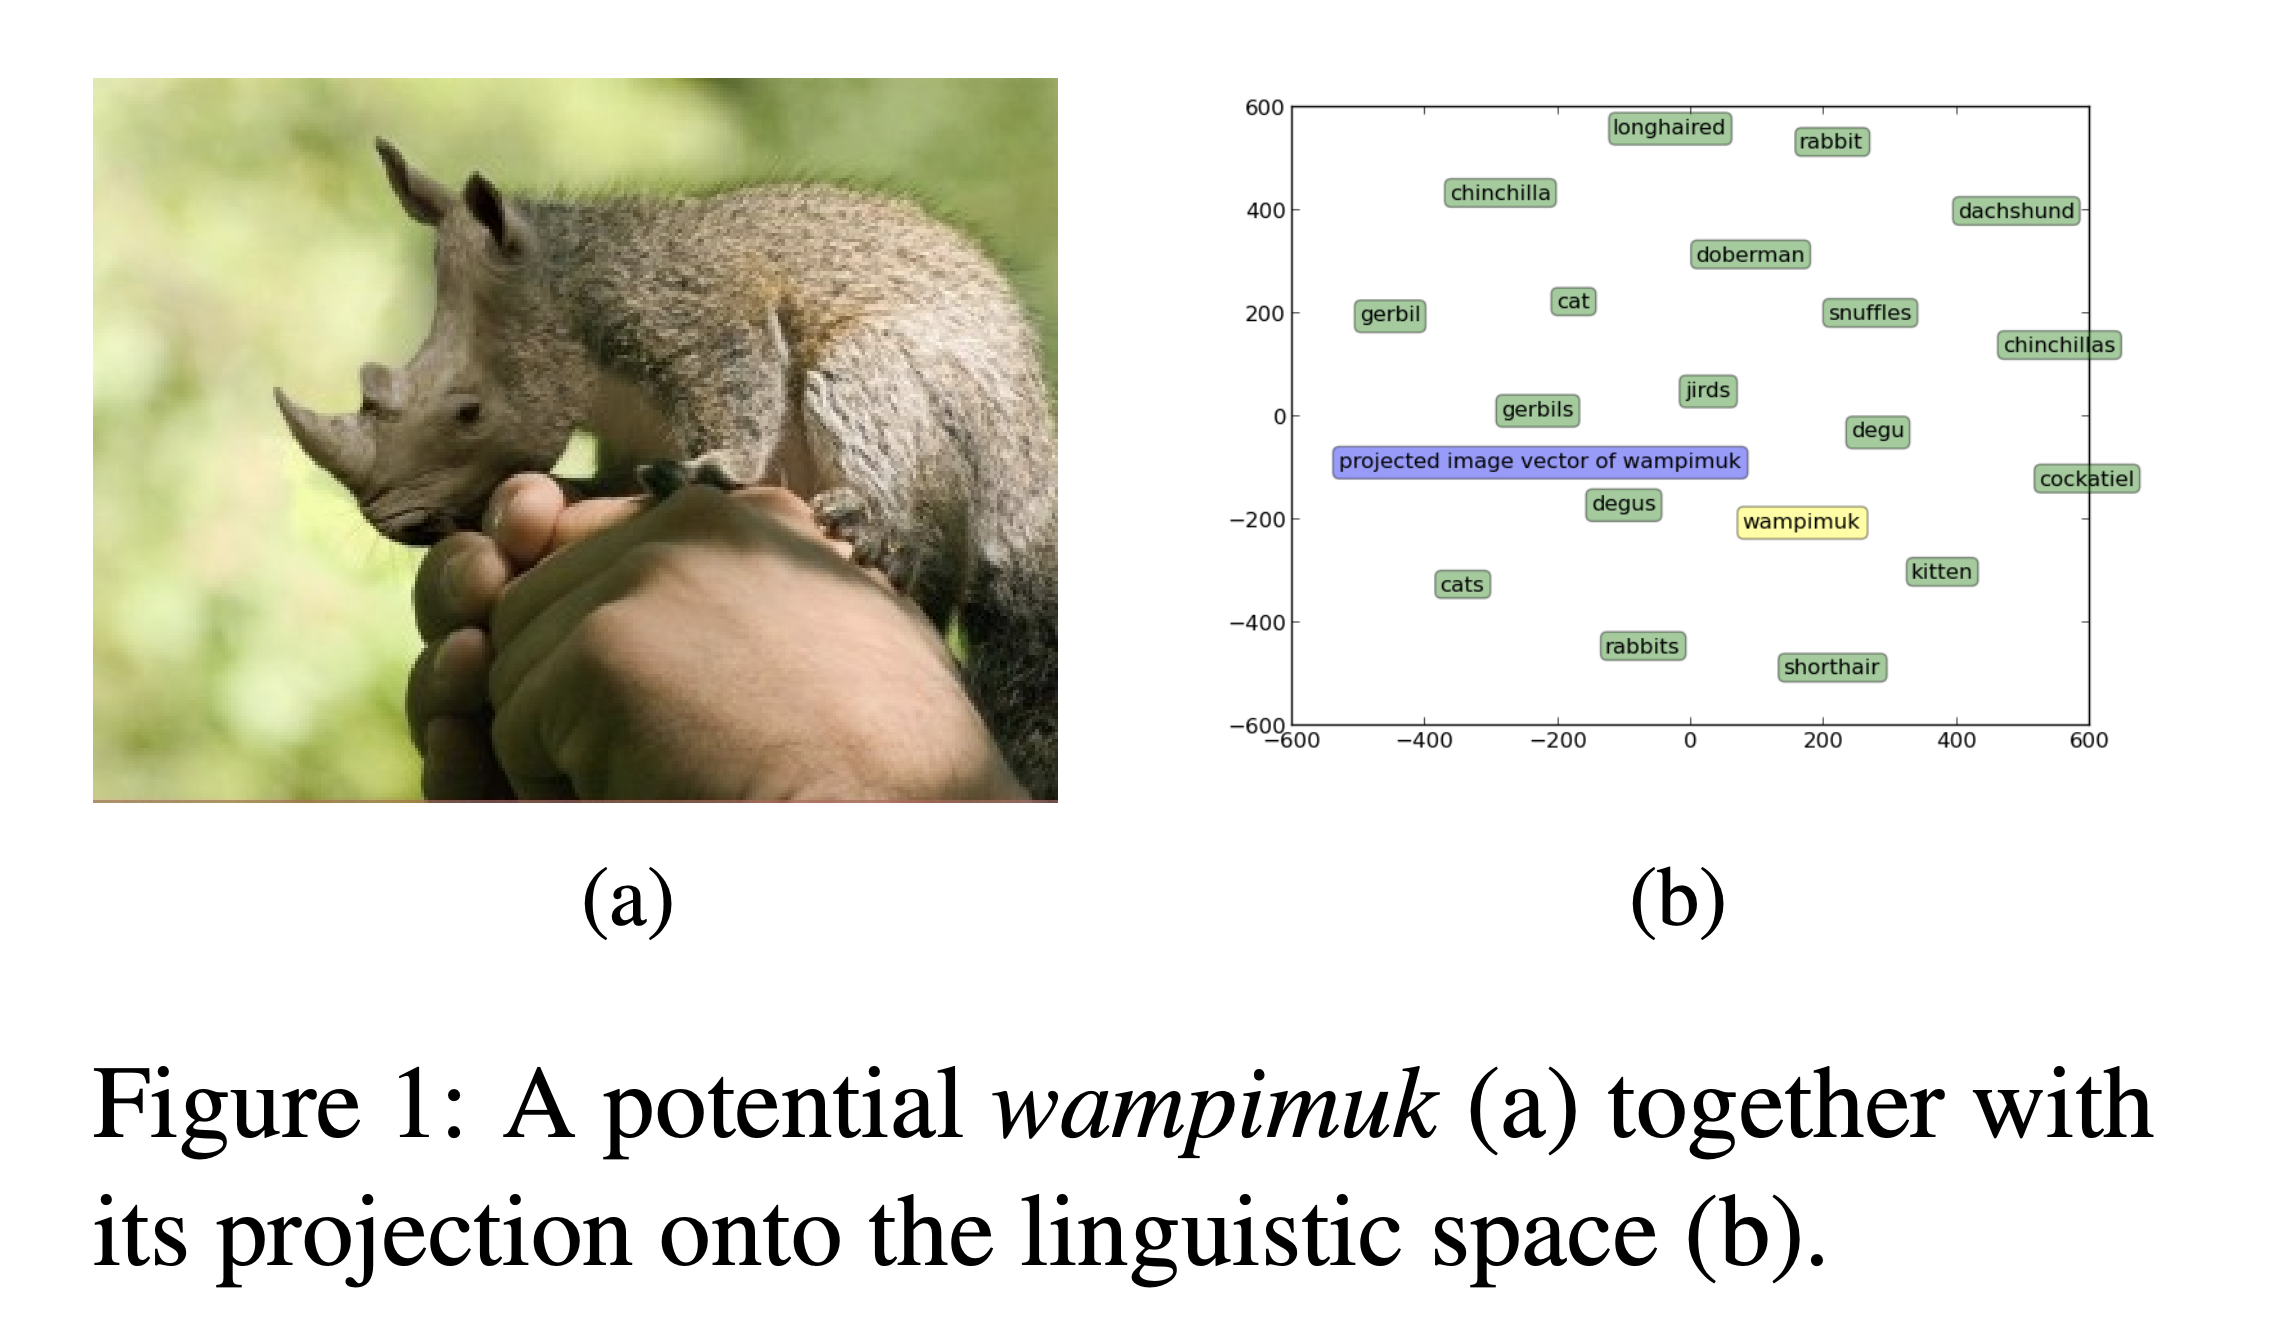 600
400
200
0
−200
−400
−600
−600
−400
−200
0
200
400
600
longhaired
rabbit
chinchilla
dachshund
doberman
cat
gerbil
snuffles
chinchillas
jirds
gerbils
degu
projected image vector of wampimuk
cockatiel
degus
wampimuk
kitten
cats
rabbits
shorthair
(a)
(b)
Figure 1: A potential wampimuk (a) together with
its projection onto the linguistic space (b).